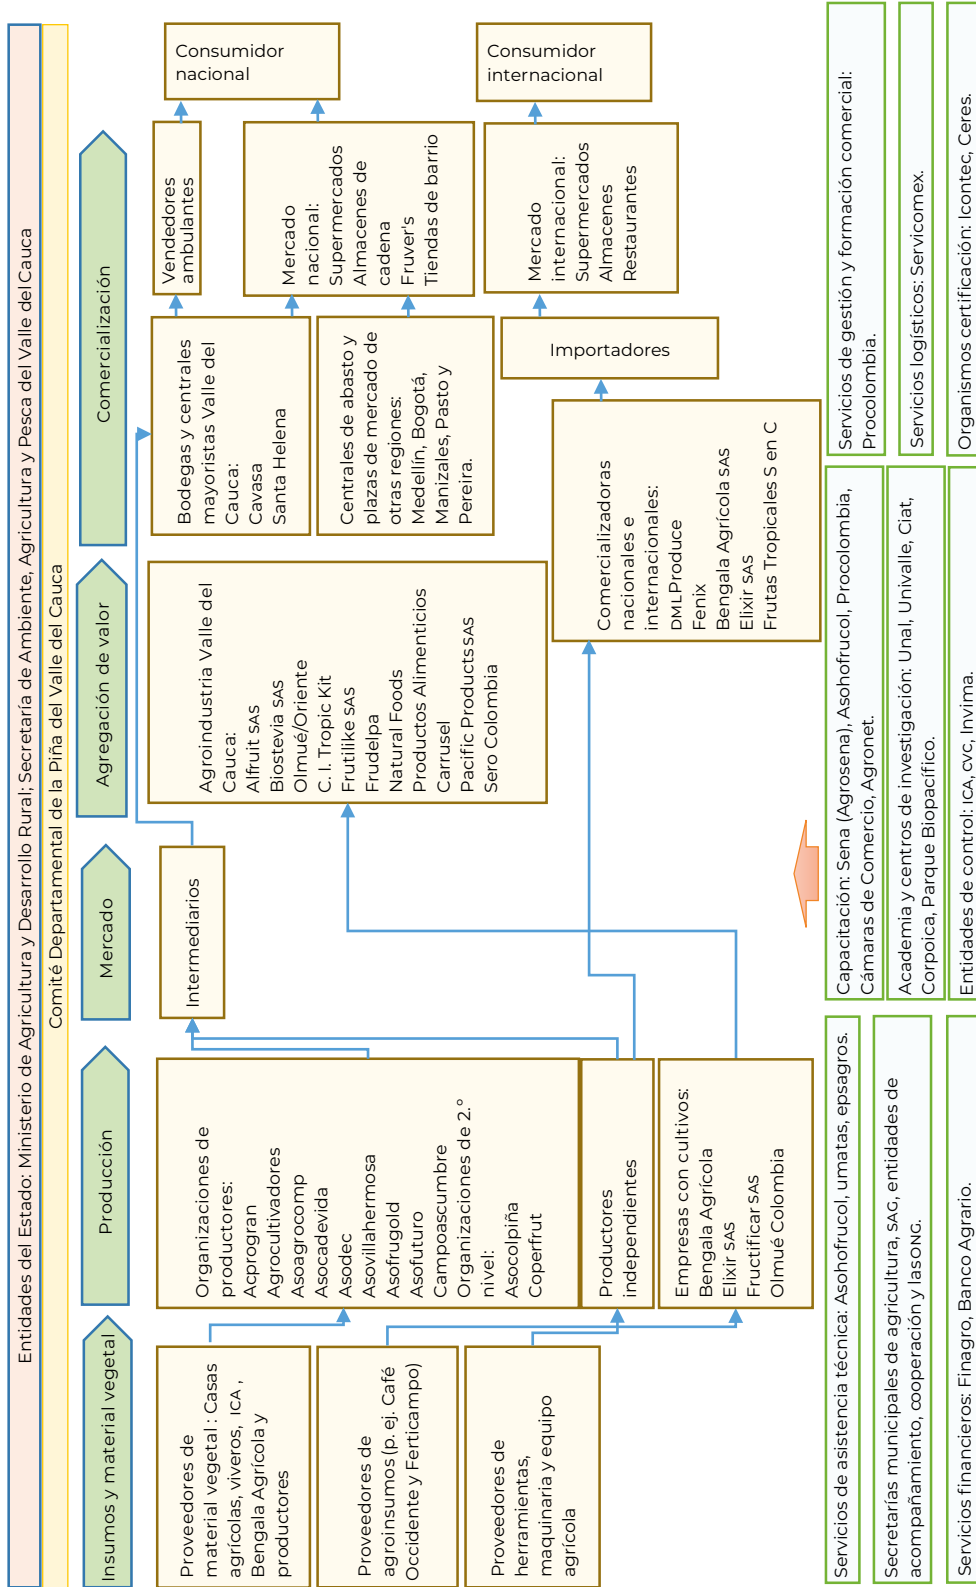 Entidades del Estado: Ministerio de Agricultura y Desarrollo Rural; Secretaría de Ambiente, Agricultura y Pesca del Valle del Cauca
Comité Departamental de la Piña del Valle del Cauca
Insumos y material vegetal
Producción
Mercado
Agregación de valor
Comercialización
Proveedores de
material vegetal : Casas
agrícolas, viveros, ICA ,
Bengala Agrícola y
productores
Proveedores de
agroinsumos (p. ej. Café
Occidente y Ferticampo)
Proveedores de
herramientas,
maquinaria y equipo
agrícola
Organizaciones de
productores:
Acprogran
Agrocultivadores
Asoagrocomp
Asocadevida
Asodec
Asovillahermosa
Asofrugold
Asofuturo
Campoascumbre
Organizaciones de 2.º
nivel:
Asocolpiña
Coperfrut
Productores
independientes
Empresas con cultivos:
Bengala Agrícola
Elixir SAS
Fructificar SAS
Olmué Colombia
Intermediarios
Agroindustria Valle del
Cauca:
Alfruit SAS
Biostevia SAS
Olmué/Oriente
C. I. Tropic Kit
Frutilike SAS
Frudelpa
Natural Foods
Productos Alimenticios
Carrusel
Pacific Products SAS
Sero Colombia
Bodegas y centrales
mayoristas Valle del
Cauca:
Cavasa
Santa Helena
Centrales de abasto y
plazas de mercado de
otras regiones:
Medellín, Bogotá,
Manizales, Pasto y
Pereira.
Comercializadoras
nacionales e
internacionales:
DMLProduce
Fenix
Bengala Agrícola SAS
Elixir SAS
Frutas Tropicales S en C
Vendedores
ambulantes
Mercado
nacional:
Supermercados
Almacenes de
cadena
Fruver's
Tiendas de barrio
Importadores
Mercado
internacional:
Supermercados
Almacenes
Restaurantes
Consumidor
nacional
Consumidor
internacional
Servicios de asistencia técnica: Asohofrucol, umatas, epsagros.
Secretarías municipales de agricultura, SAG, entidades de
acompañamiento, cooperación y lasONG.
Servicios financieros: Finagro, Banco Agrario.
Capacitación: Sena (Agrosena), Asohofrucol, Procolombia,
Cámaras de Comercio, Agronet.
Academia y centros de investigación: Unal, Univalle, Ciat,
Corpoica, Parque Biopacífico.
Entidades de control: ICA, CVC, Invima.
Servicios de gestión y formación comercial:
Procolombia.
Servicios logísticos: Servicomex.
Organismos certificación: Icontec, Ceres.